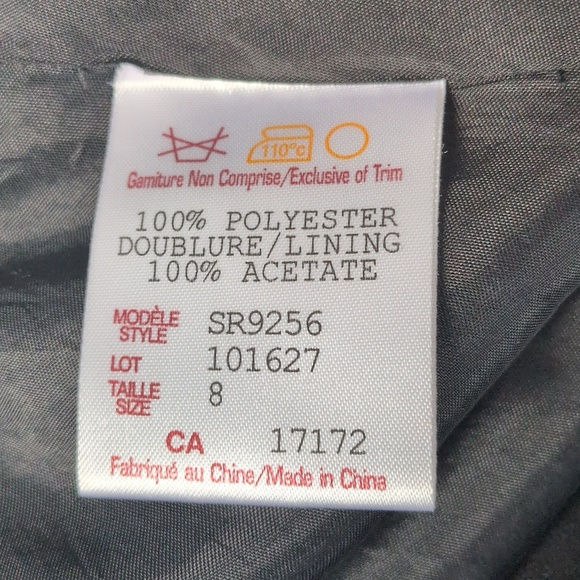 110°c
Garniture Non Comprise/Exclusive of Trim
100% POLYESTER
DOUBLURE/LINING
100% ACETATE
MODÈLE
STYLE SR9256
LOT 101627
TAILLE
SIZE 8
CA 17172
Fabriqué au Chine/Made in China